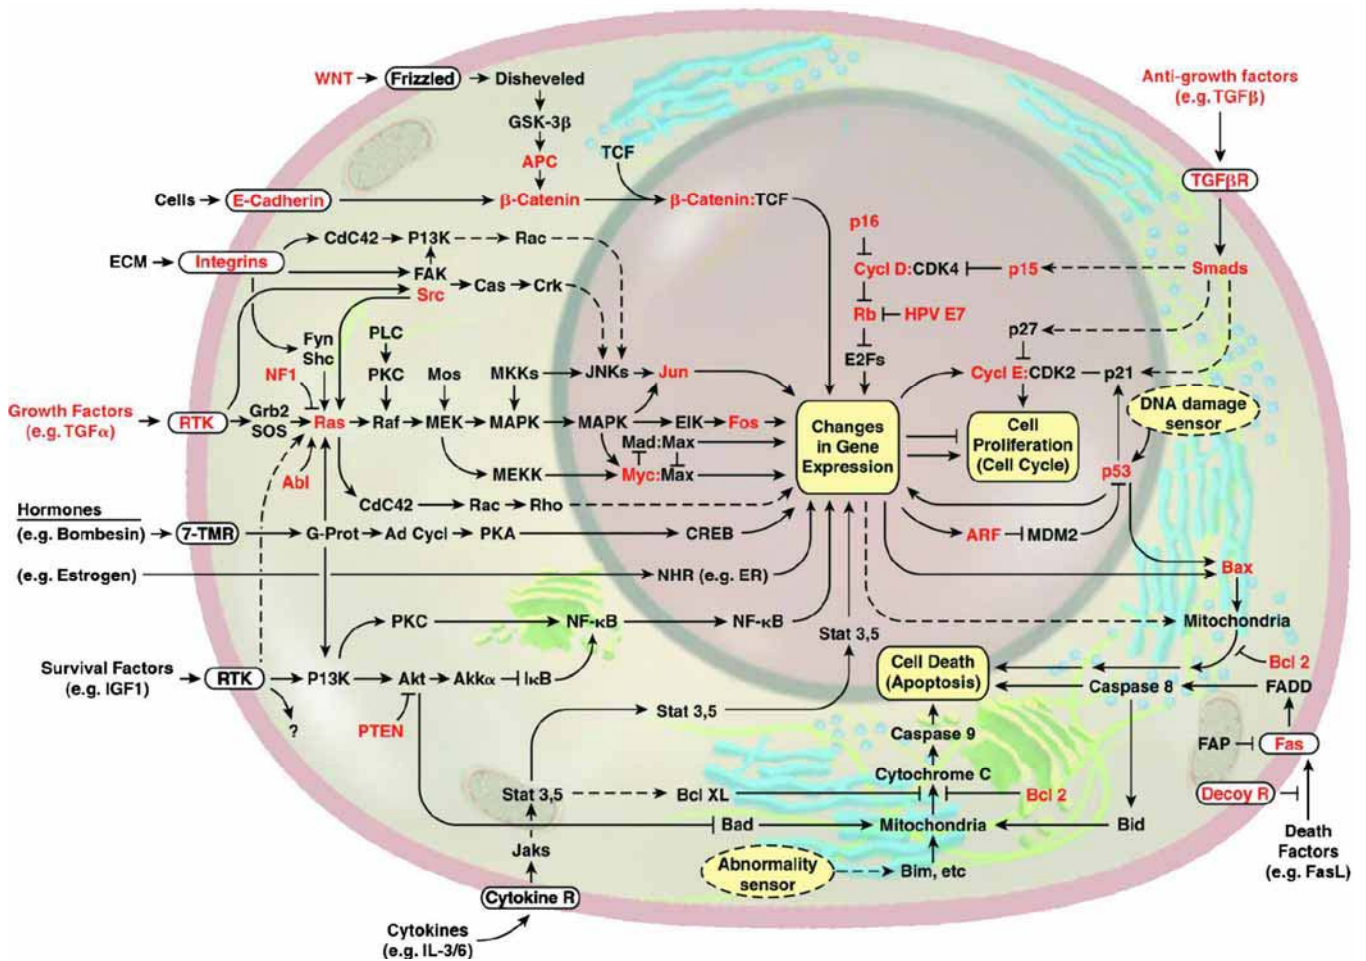 WNT
Frizzled
Disheveled
GSK-3β
APC
TCF
Cells
E-Cadherin
β-Catenin
β-Catenin:TCF
Anti-growth factors
(e.g. TGFβ)
TGFβR
Smads
CdC42
P13K
Rac
ECM
Integrins
FAK
Src
Cas
Crk
p16
Cycl D:CDK4
p15
Rb
HPV E7
E2Fs
p27
Cycl E:CDK2
p21
Fyn
Shc
NF1
PLC
PKC
Mos
MKKs
JNKs
Jun
Growth Factors
(e.g. TGFα)
RTK
Grb2
SOS
Ras
Raf
MEK
MAPK
MAPK
ElK
Fos
Mad:Max
Abl
MEKK
Myc:Max
CdC42
Rac
Rho
Changes
in Gene
Expression
Cell
Proliferation
(Cell Cycle)
DNA damage
sensor
p53
Hormones
(e.g. Bombesin)
7-TMR
G-Prot
Ad Cycl
PKA
CREB
ARF
MDM2
(e.g. Estrogen)
NHR (e.g. ER)
Bax
PKC
NF-κB
NF-κB
Stat 3,5
Mitochondria
Survival Factors
(e.g. IGF1)
RTK
P13K
Akt
Akkα
IκB
Cell Death
(Apoptosis)
Bcl 2
Caspase 8
FADD
?
PTEN
Stat 3,5
Caspase 9
FAP
Fas
Cytochrome C
Stat 3,5
Bcl XL
Bcl 2
Decoy R
Bad
Mitochondria
Bid
Death
Factors
(e.g. FasL)
Jaks
Abnormality
sensor
Bim, etc
Cytokine R
Cytokines
(e.g. IL-3/6)